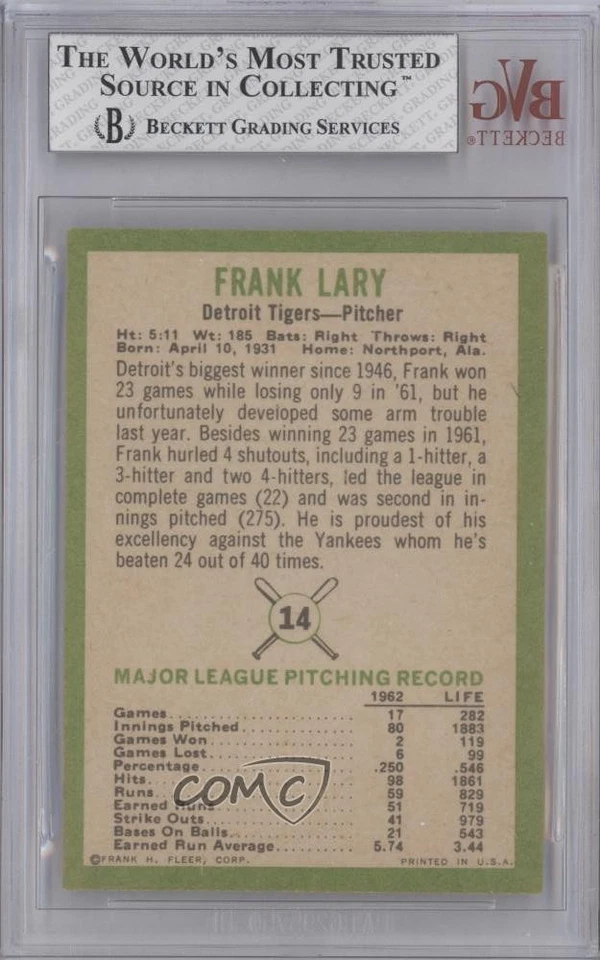 THE WORLD'S MOST TRUSTED
SOURCE IN COLLECTING™
B BECKETT GRADING SERVICES
BVG
BECKETT®
FRANK LARY
Detroit Tigers—Pitcher
Ht: 5:11 Wt: 185 Bats: Right Throws: Right
Born: April 10, 1931 Home: Northport, Ala.
Detroit's biggest winner since 1946, Frank won
23 games while losing only 9 in '61, but he
unfortunately developed some arm trouble
last year. Besides winning 23 games in 1961,
Frank hurled 4 shutouts, including a 1-hitter, a
3-hitter and two 4-hitters, led the league in
complete games (22) and was second in in-
nings pitched (275). He is proudest of his
excellency against the Yankees whom he's
beaten 24 out of 40 times.
14
MAJOR LEAGUE PITCHING RECORD
1962 LIFE
Games 17 282
Innings Pitched 80 1883
Games Won 2 119
Games Lost 6 99
Percentage .250 .546
Hits 98 1861
Runs 59 829
Earned Runs 51 719
Strike Outs 41 979
Bases On Balls 21 543
Earned Run Average 5.74 3.44
©FRANK H. FLEER, CORP. PRINTED IN U.S.A.
COMC